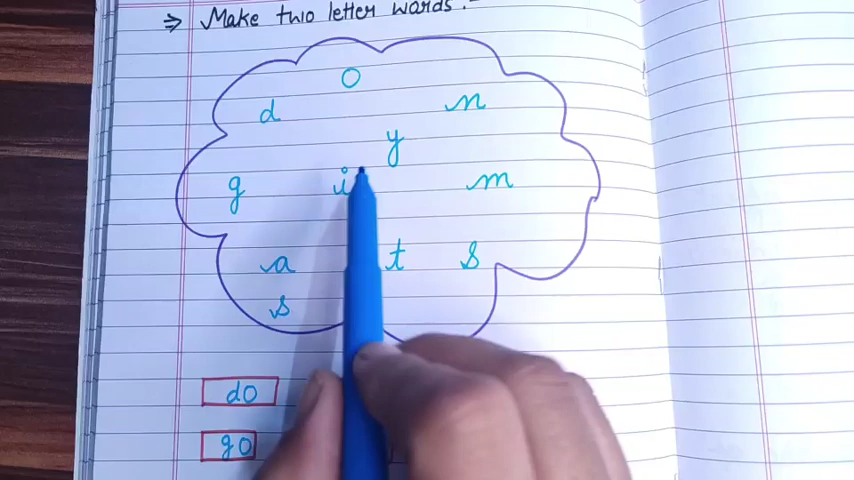 ⇒ Make two letter words:-
o
d n
y
g i m
a t s
s
do
go